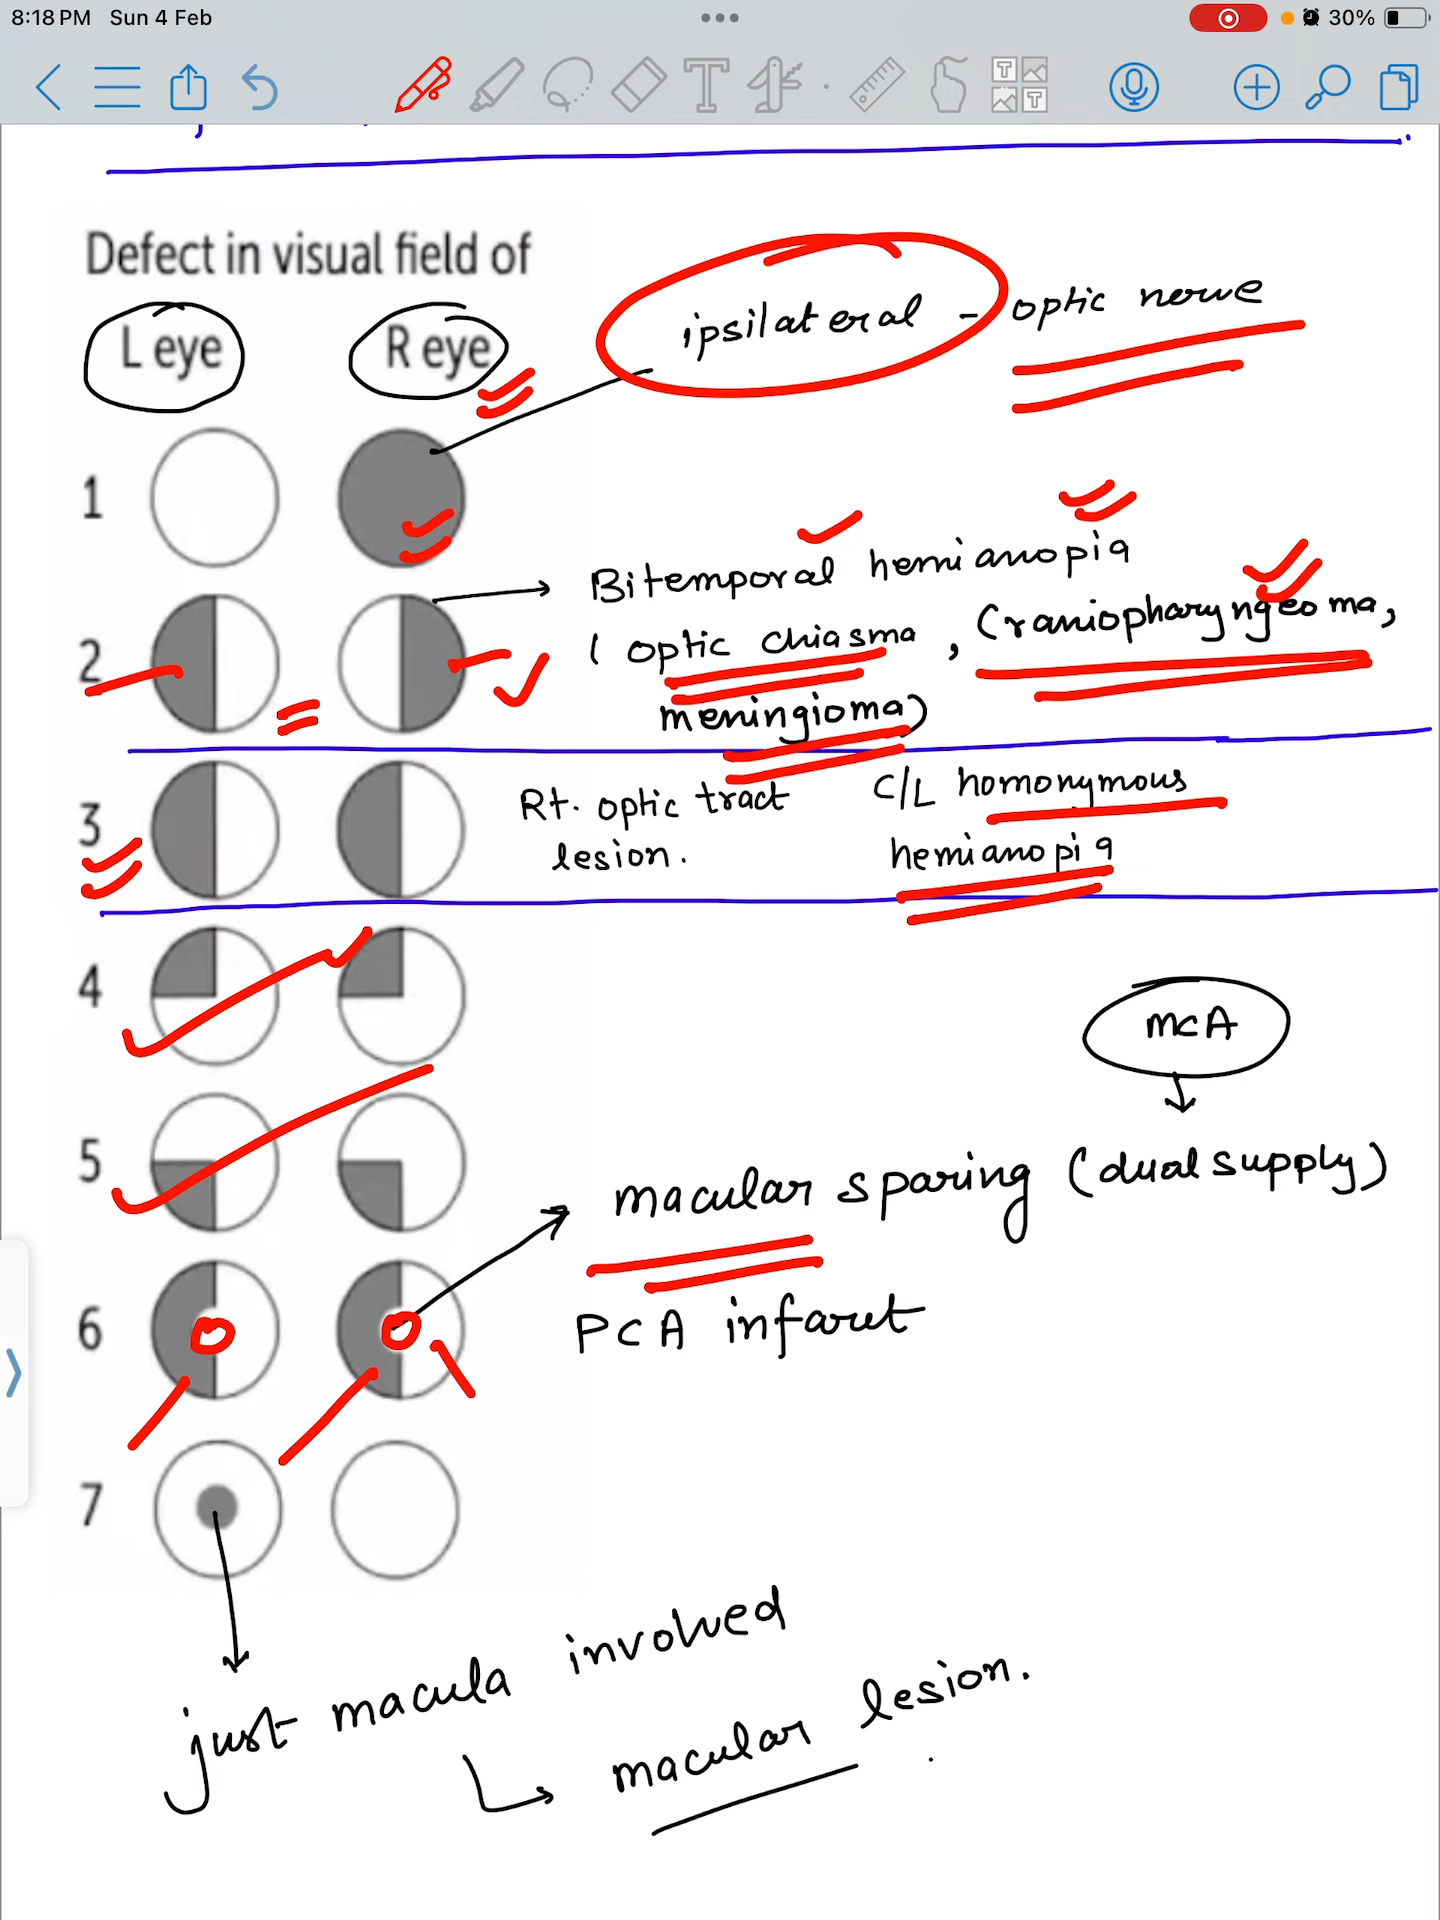 8:18 PM Sun 4 Feb
30%
Defect in visual field of
L eye R eye
ipsilateral - optic nerve
1
Bitemporal hemianopia
2
( optic chiasma, Craniopharyngeoma,
meningioma)
3
Rt. optic tract C/L homonymous
lesion. hemianopia
4
MCA
5
macular sparing (dual supply)
6
PCA infarct
7
just macula involved
macular lesion.